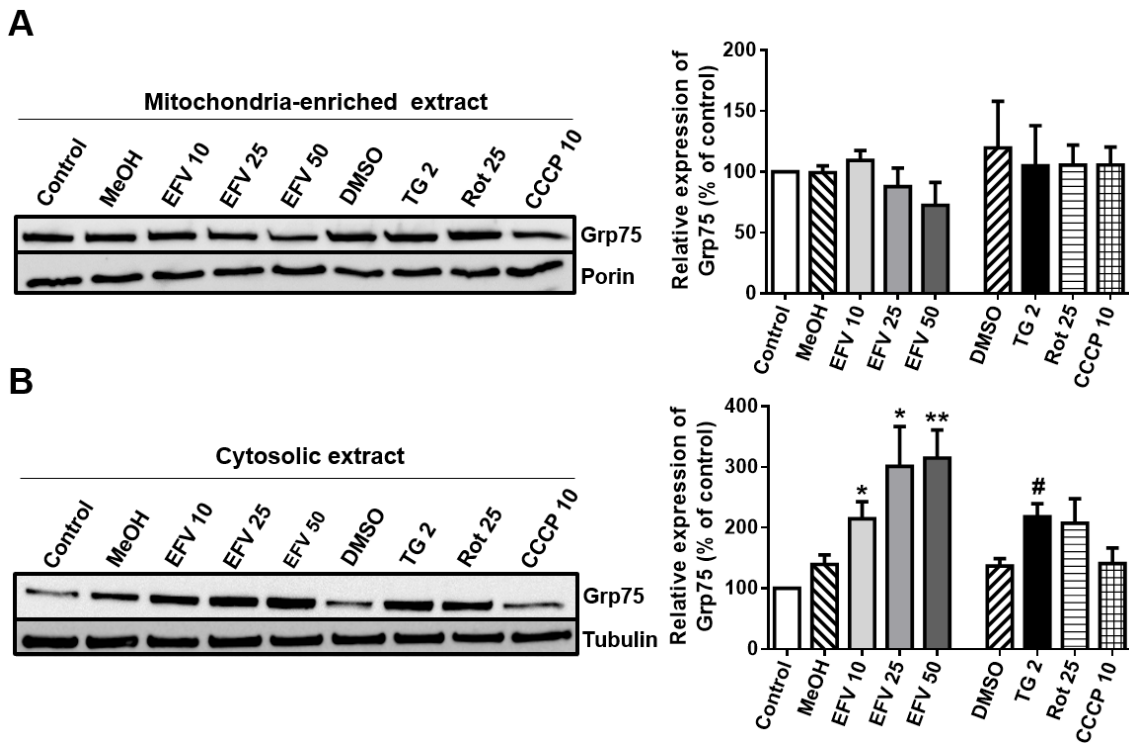 A
Mitochondria-enriched extract
Control MeOH EFV 10 EFV 25 EFV 50 DMSO TG 2 Rot 25 CCCP 10
Grp75
Porin
Relative expression of
Grp75 (% of control)
200
150
100
50
0
Control MeOH EFV 10 EFV 25 EFV 50 DMSO TG 2 Rot 25 CCCP 10
B
Cytosolic extract
Control MeOH EFV 10 EFV 25 EFV 50 DMSO TG 2 Rot 25 CCCP 10
Grp75
Tubulin
Relative expression of
Grp75 (% of control)
400
300
200
100
0
* * ** #
Control MeOH EFV 10 EFV 25 EFV 50 DMSO TG 2 Rot 25 CCCP 10